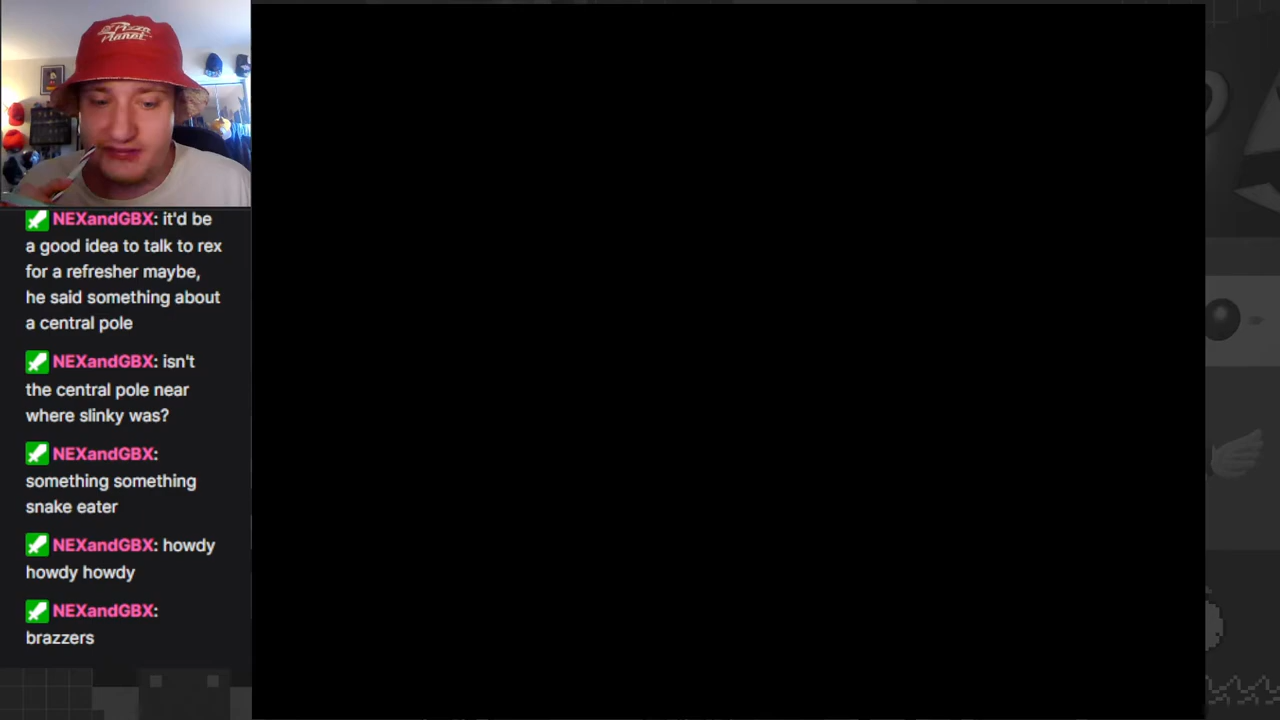 Pizza
Planet
NEXandGBX: it'd be
a good idea to talk to rex
for a refresher maybe,
he said something about
a central pole
NEXandGBX: isn't
the central pole near
where slinky was?
NEXandGBX:
something something
snake eater
NEXandGBX: howdy
howdy howdy
NEXandGBX:
brazzers